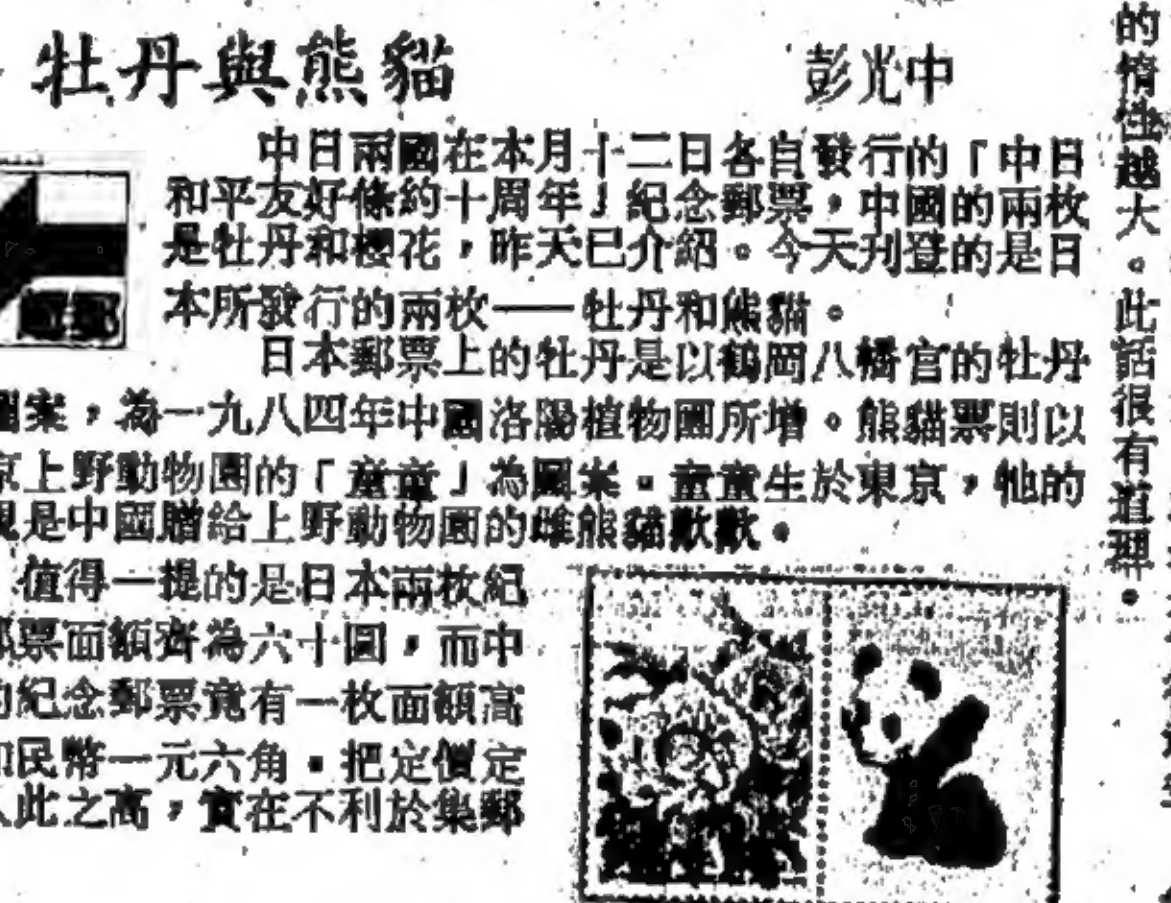 牡丹與熊貓
彭光中
中日兩國在本月十二日各自發行的「中日
和平友好條約十周年」紀念郵票,中國的兩枚
是牡丹和櫻花,昨天已介紹。今天刊登的是日
本所發行的兩枚——牡丹和熊貓。
日本郵票上的牡丹是以鶴岡八幡宮的牡丹
圖案,為一九八四年中國洛陽植物園所增。熊貓票則以
京上野動物園的「童童」為圖案。童童生於東京,牠的
親是中國贈給上野動物園的雌熊貓歡歡。
值得一提的是日本兩枚紀
郵票面額齊為六十圓,而中
的紀念郵票竟有一枚面額高
民幣一元六角。把定價定
此之高,實在不利於集郵
的惰性越大。此話很有道理。